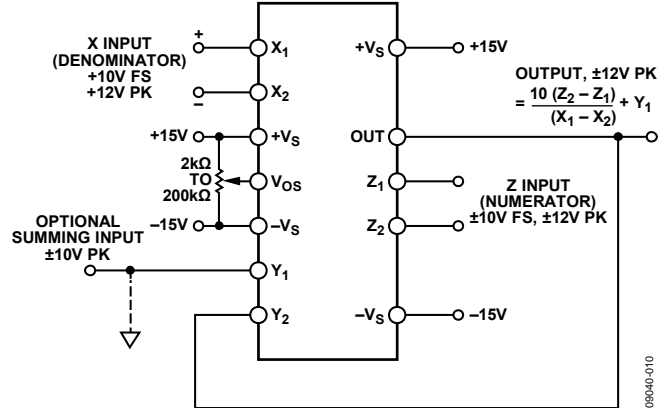 X INPUT
(DENOMINATOR)
+10V FS
+12V PK
+
–
X1
X2
+15V
+VS
2kΩ
TO
200kΩ
VOS
–15V
–VS
OPTIONAL
SUMMING INPUT
±10V PK
Y1
Y2
+VS
+15V
OUT
OUTPUT, ±12V PK
= 10 (Z2 – Z1) / (X1 – X2) + Y1
Z1
Z2
Z INPUT
(NUMERATOR)
±10V FS, ±12V PK
–VS
–15V
09040-010